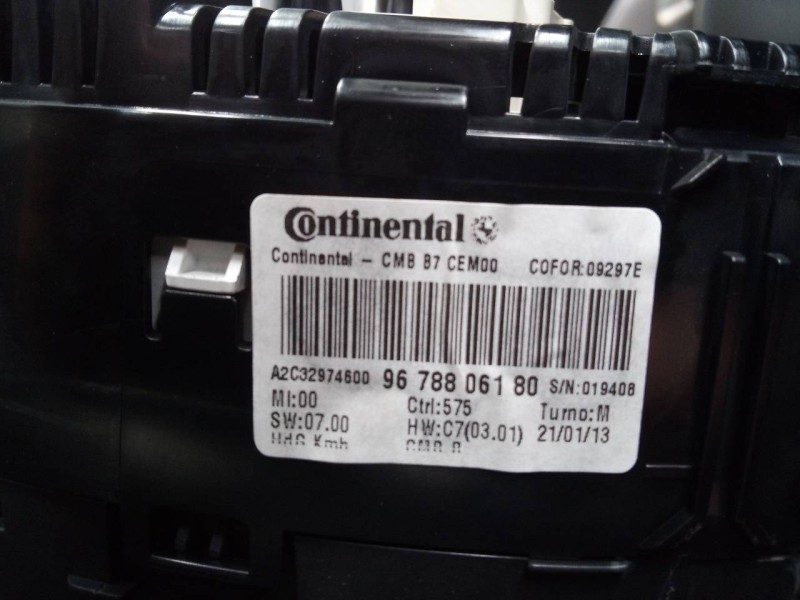 Continental
Continental - CMB B7 CEM00 COFOR:09297E
A2C32974600 96 788 061 80 S/N:019408
MI:00 Ctrl:575 Turno:M
SW:07.00 HW:C7(03.01) 21/01/13
Kmh